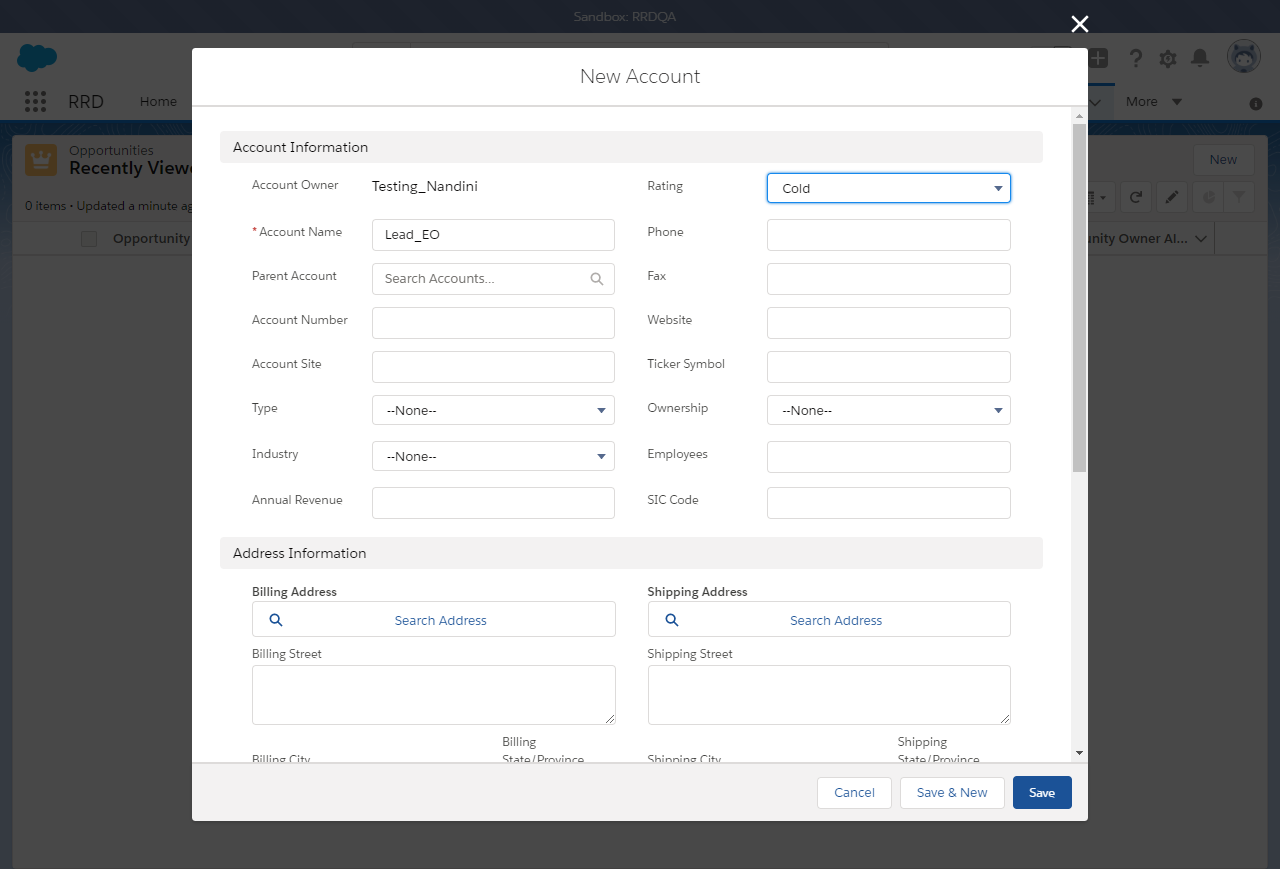 Sandbox: RRDQA
RRD
Home
More
Opportunities
Recently View
New
0 items • Updated a minute ag
Opportunity
unity Owner Al...
New Account
Account Information
Account Owner
Testing_Nandini
Rating
Cold
*Account Name
Lead_EO
Phone
Parent Account
Search Accounts...
Fax
Account Number
Website
Account Site
Ticker Symbol
Type
--None--
Ownership
--None--
Industry
--None--
Employees
Annual Revenue
SIC Code
Address Information
Billing Address
Shipping Address
Search Address
Search Address
Billing Street
Shipping Street
Billing City
Billing
State/Province
Shipping City
Shipping
State/Province
Cancel
Save & New
Save